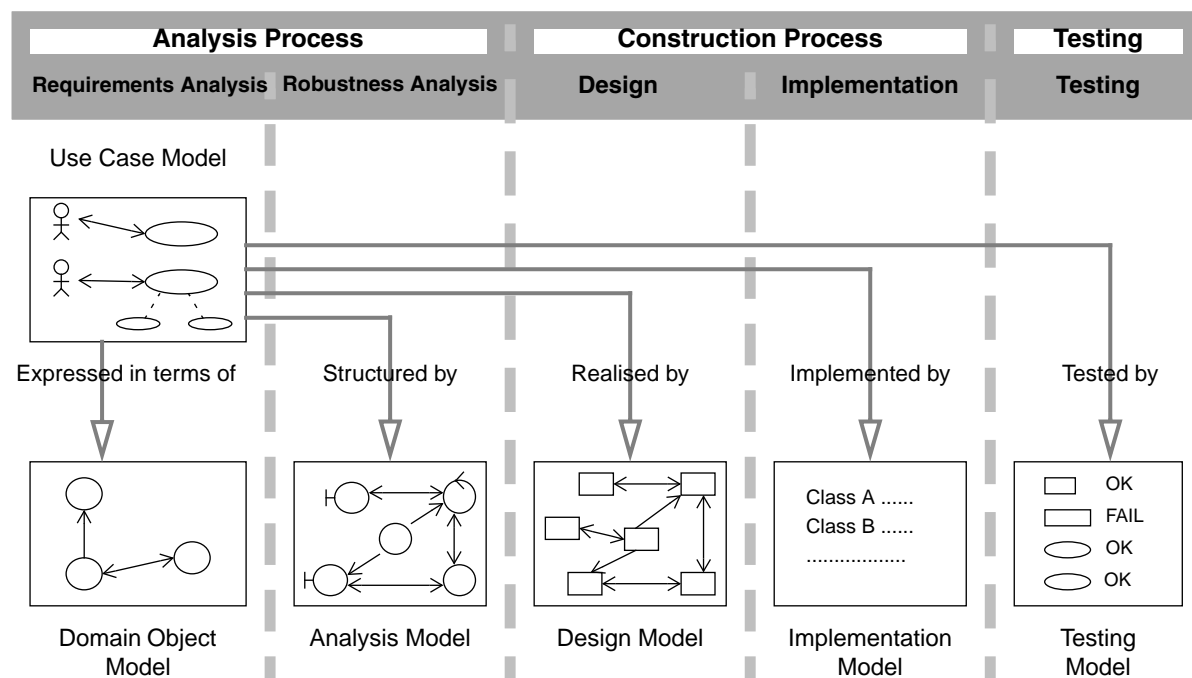 Analysis Process
Construction Process
Testing
Requirements Analysis
Robustness Analysis
Design
Implementation
Testing
Use Case Model
Expressed in terms of
Structured by
Realised by
Implemented by
Tested by
Class A ......
Class B ......
..................
OK
FAIL
OK
OK
Domain Object
Model
Analysis Model
Design Model
Implementation
Model
Testing
Model